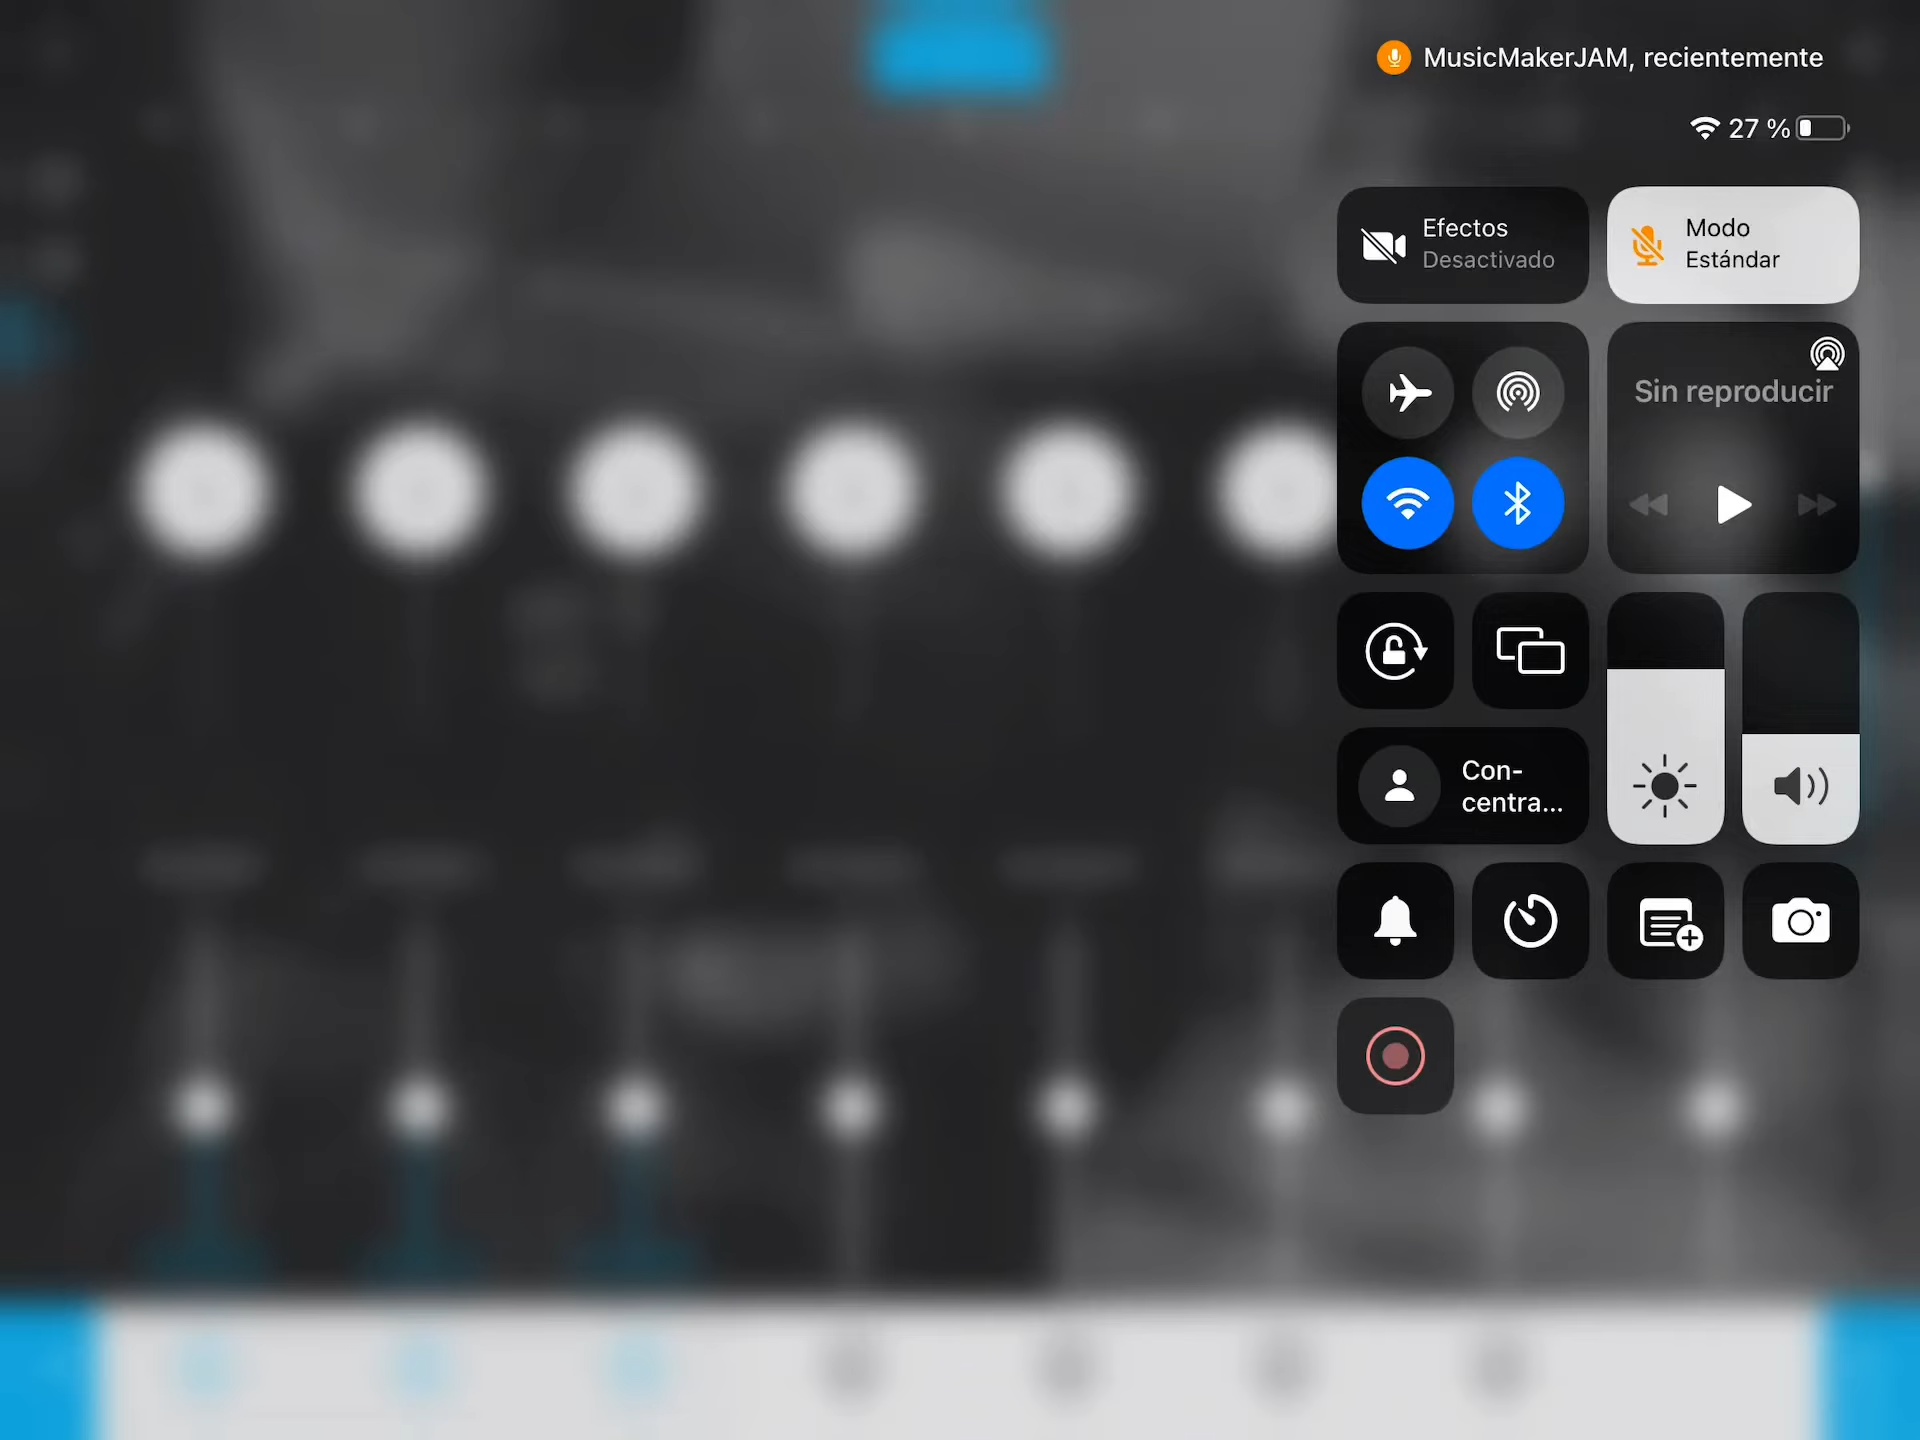 MusicMakerJAM, recientemente
27 %
Efectos
Desactivado
Modo
Estándar
Sin reproducir
Con-
centra...